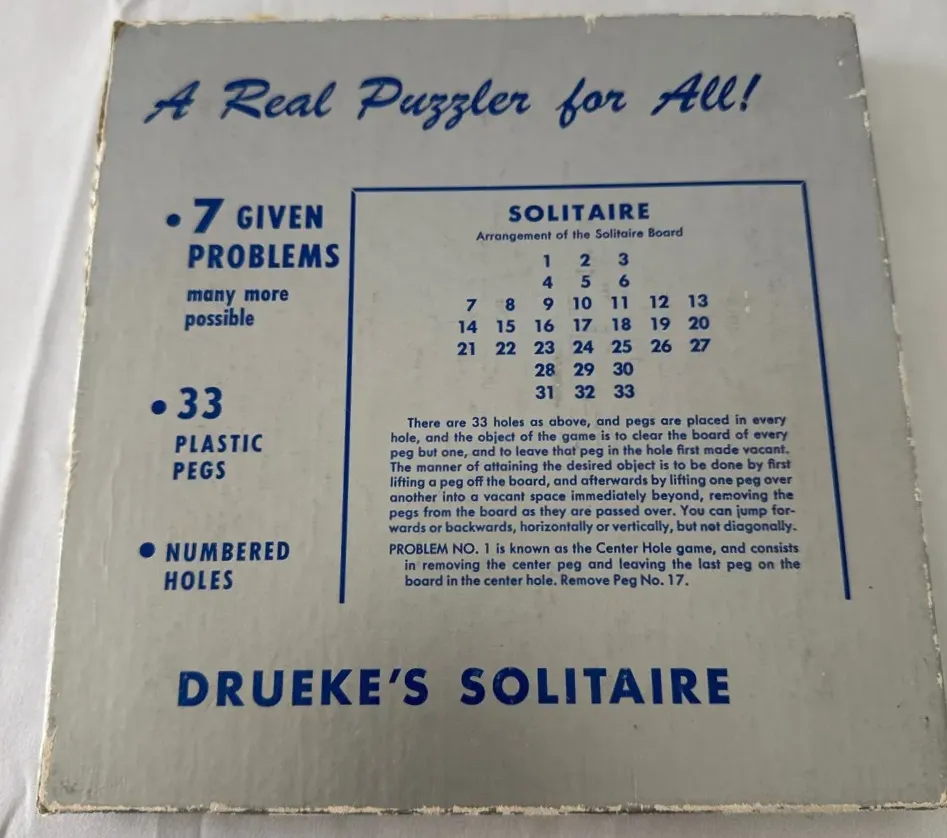 A Real Puzzler for All!
• 7 GIVEN
PROBLEMS
many more
possible
• 33
PLASTIC
PEGS
• NUMBERED
HOLES
SOLITAIRE
Arrangement of the Solitaire Board
1 2 3
4 5 6
7 8 9 10 11 12 13
14 15 16 17 18 19 20
21 22 23 24 25 26 27
28 29 30
31 32 33
There are 33 holes as above, and pegs are placed in every
hole, and the object of the game is to clear the board of every
peg but one, and to leave that peg in the hole first made vacant.
The manner of attaining the desired object is to be done by first
lifting a peg off the board, and afterwards by lifting one peg over
another into a vacant space immediately beyond, removing the
pegs from the board as they are passed over. You can jump for-
wards or backwards, horizontally or vertically, but not diagonally.
PROBLEM NO. 1 is known as the Center Hole game, and consists
in removing the center peg and leaving the last peg on the
board in the center hole. Remove Peg No. 17.
DRUEKE'S SOLITAIRE